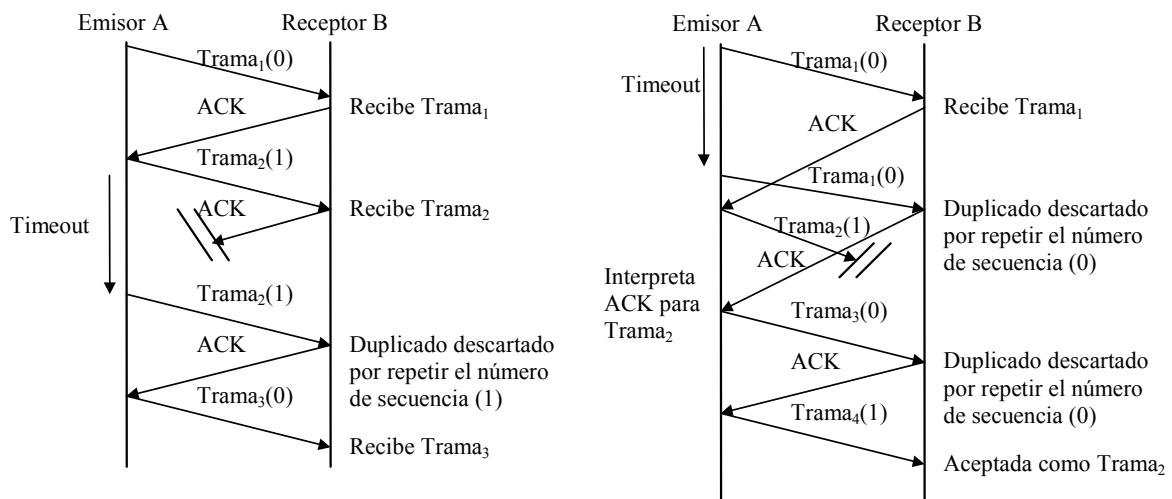 Emisor A
Receptor B
Trama₁(0)
ACK
Recibe Trama₁
Trama₂(1)
ACK
Recibe Trama₂
Timeout
Trama₂(1)
ACK
Duplicado descartado
por repetir el número
de secuencia (1)
Trama₃(0)
Recibe Trama₃
Emisor A
Receptor B
Timeout
Trama₁(0)
Recibe Trama₁
ACK
Trama₁(0)
Duplicado descartado
por repetir el número
de secuencia (0)
Trama₂(1)
ACK
Interpreta
ACK para
Trama₂
Trama₃(0)
ACK
Duplicado descartado
por repetir el número
de secuencia (0)
Trama₄(1)
Aceptada como Trama₂